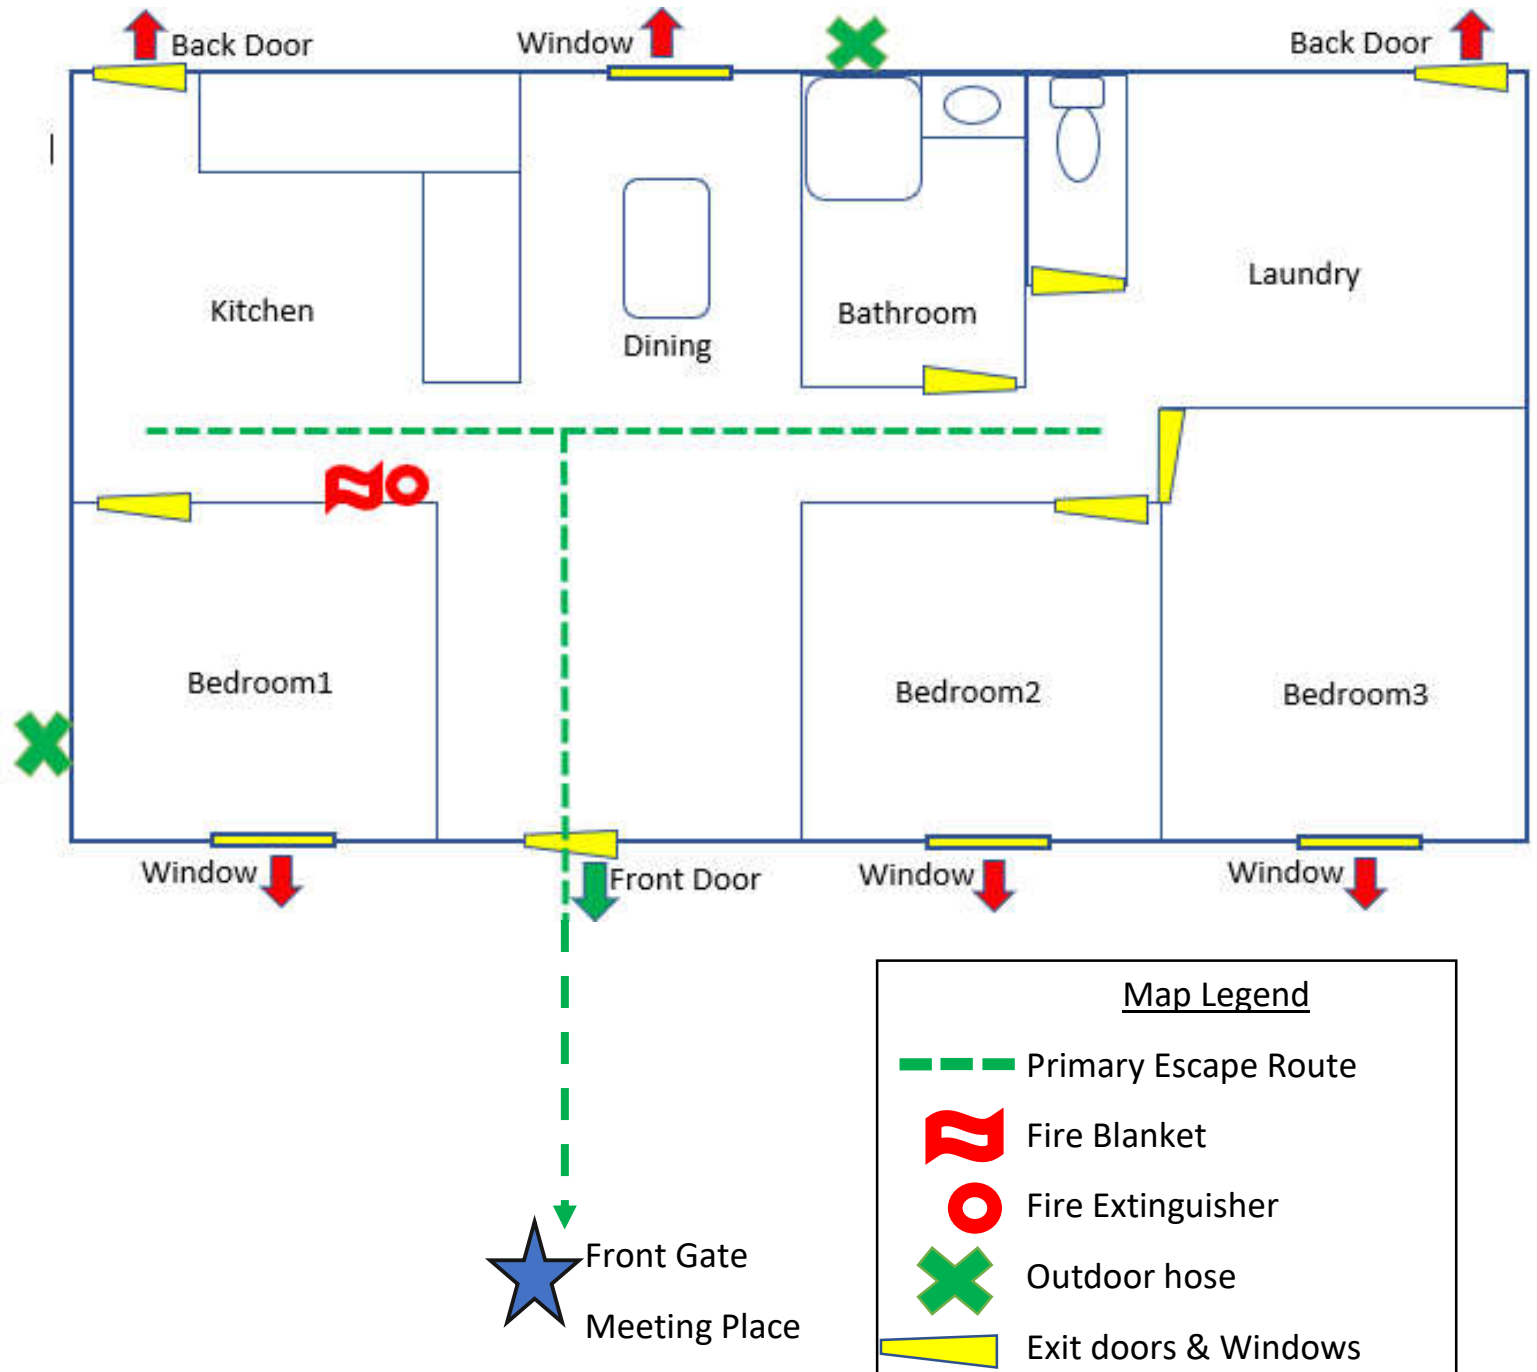 Back Door
Window
Back Door
Kitchen
Dining
Bathroom
Laundry
Bedroom1
Bedroom2
Bedroom3
Window
Front Door
Window
Window
Map Legend
Primary Escape Route
Fire Blanket
Fire Extinguisher
Outdoor hose
Exit doors & Windows
Front Gate
Meeting Place